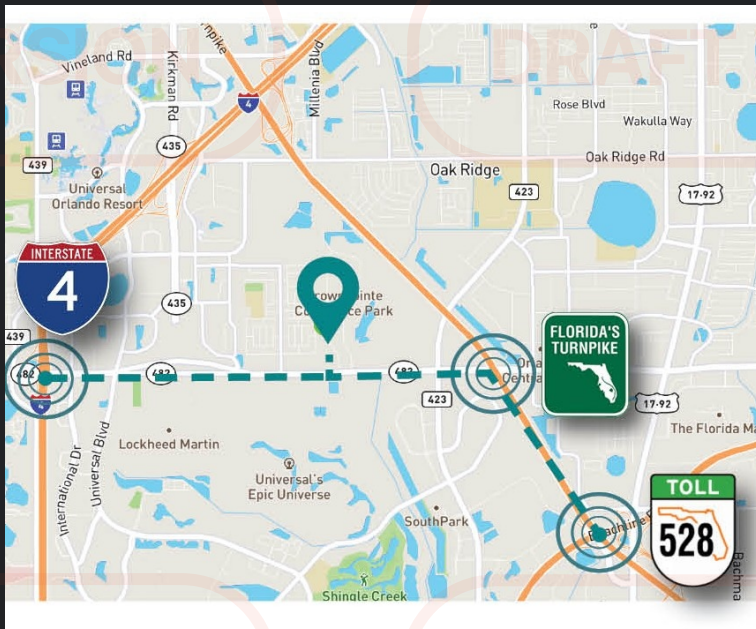 DRAFT
Vineland Rd
Kirkman Rd
Millenia Blvd
4
Rose Blvd
Wakulla Way
439
435
Oak Ridge Rd
Oak Ridge
Universal
Orlando Resort
423
17-92
INTERSTATE
4
435
Commerce Park
FLORIDA'S
TURNPIKE
439
482
482
482
4
423
17-92
Lockheed Martin
The Florida
International Dr
Universal Blvd
Universal's
Epic Universe
SouthPark
TOLL
528
Shingle Creek